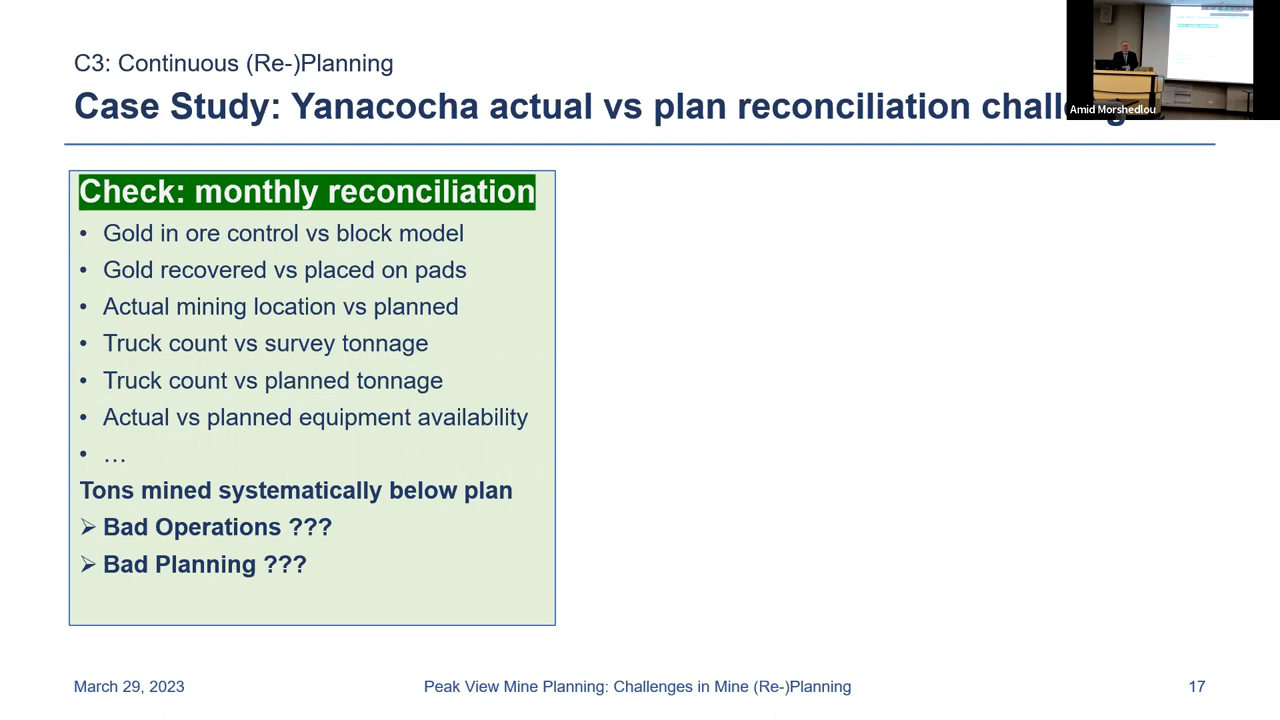 C3: Continuous (Re-)Planning
Case Study: Yanacocha actual vs plan reconciliation
Amid Morshedlou
Check: monthly reconciliation
• Gold in ore control vs block model
• Gold recovered vs placed on pads
• Actual mining location vs planned
• Truck count vs survey tonnage
• Truck count vs planned tonnage
• Actual vs planned equipment availability
• …
Tons mined systematically below plan
➢ Bad Operations ???
➢ Bad Planning ???
March 29, 2023
Peak View Mine Planning: Challenges in Mine (Re-)Planning
17